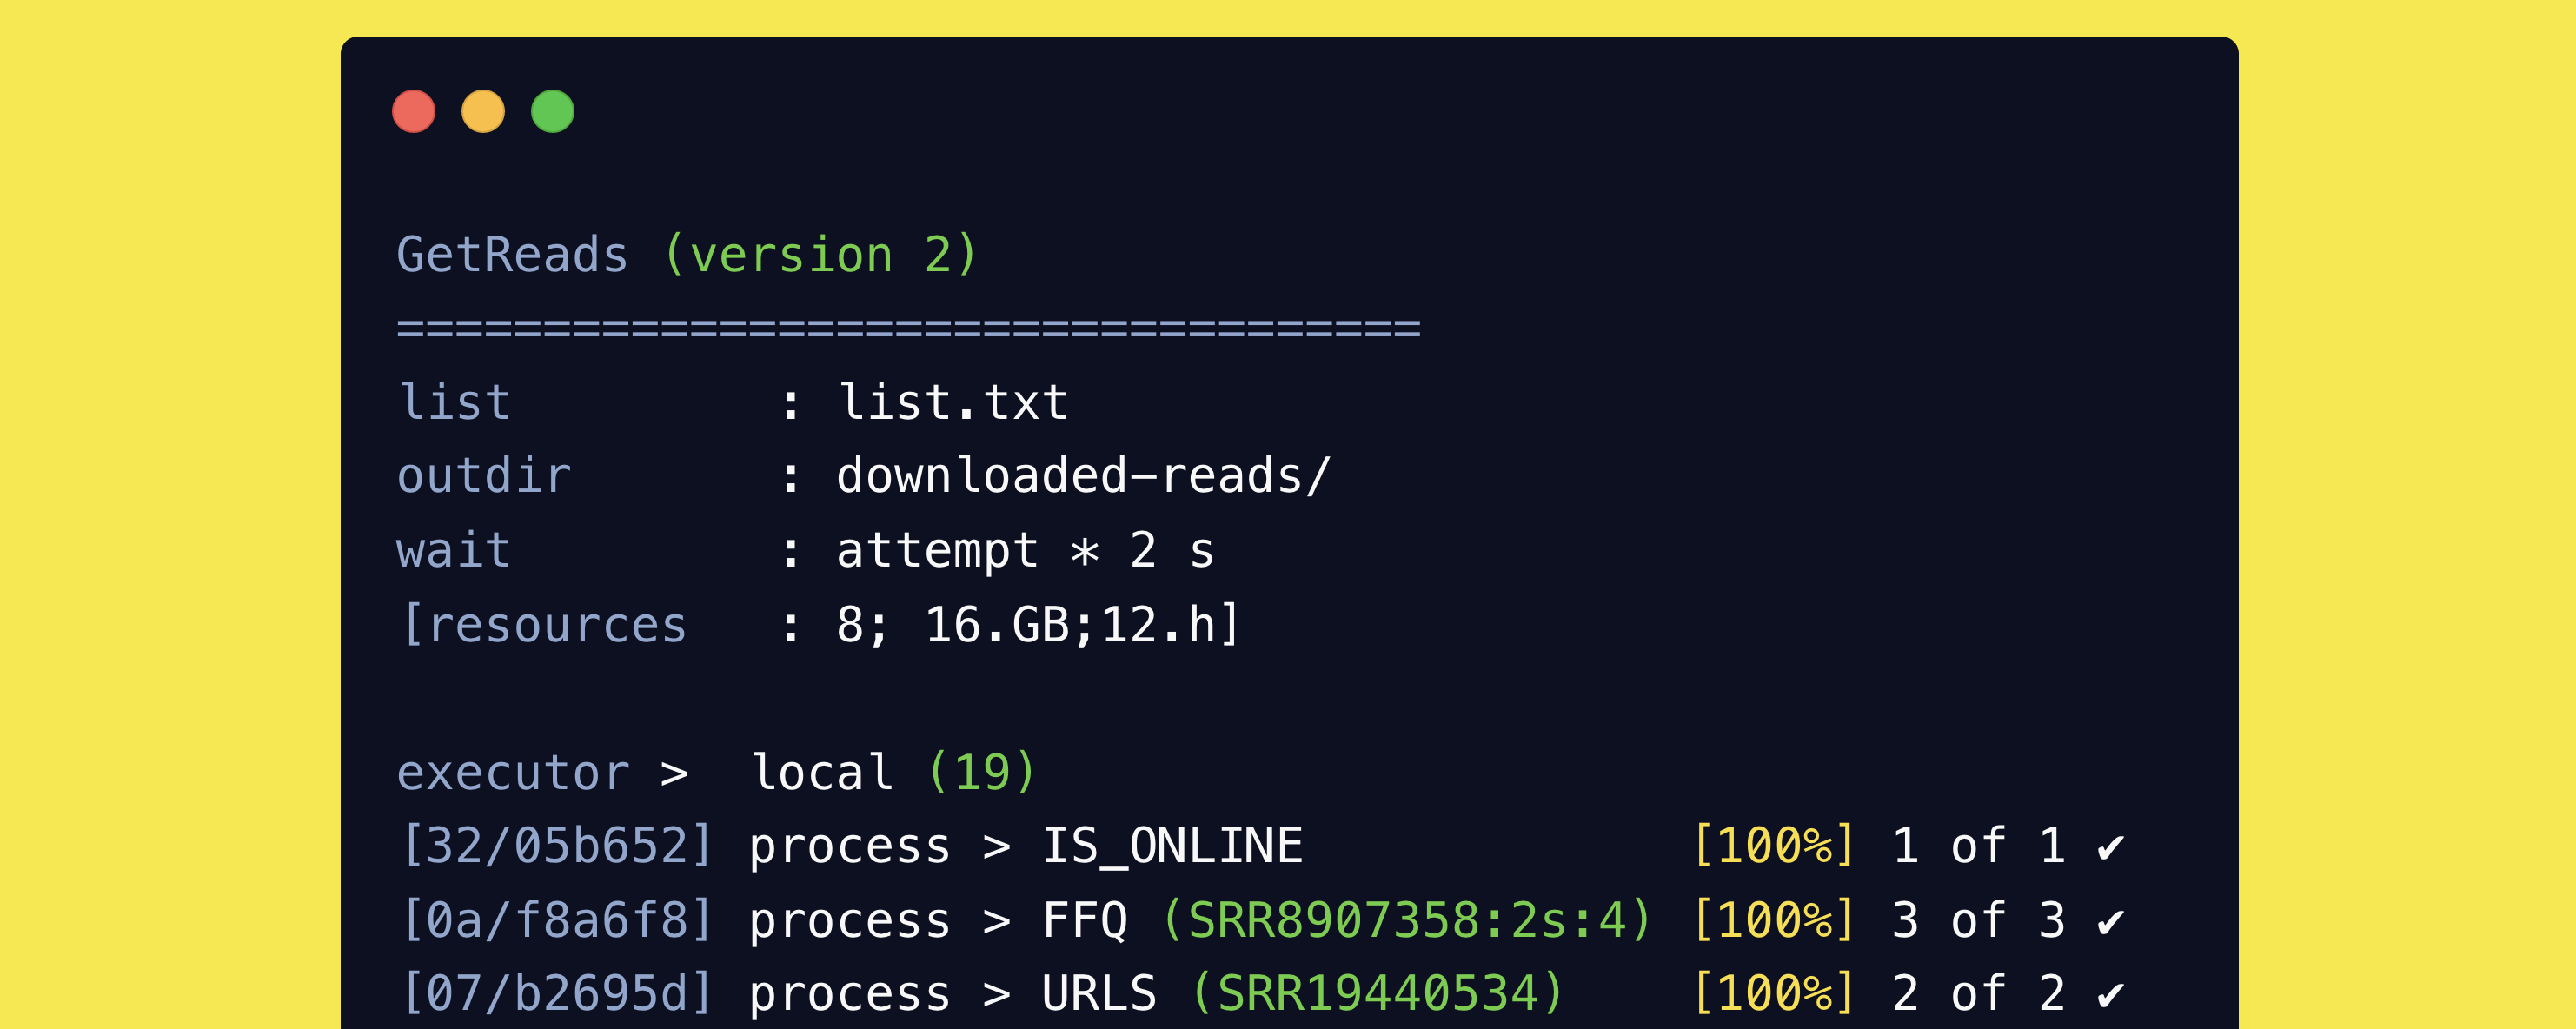 GetReads (version 2)
===================================
list         : list.txt
outdir       : downloaded-reads/
wait         : attempt * 2 s
[resources   : 8; 16.GB;12.h]
executor >  local (19)
[32/05b652] process > IS_ONLINE             [100%] 1 of 1 ✔
[0a/f8a6f8] process > FFQ (SRR8907358:2s:4) [100%] 3 of 3 ✔
[07/b2695d] process > URLS (SRR19440534)    [100%] 2 of 2 ✔